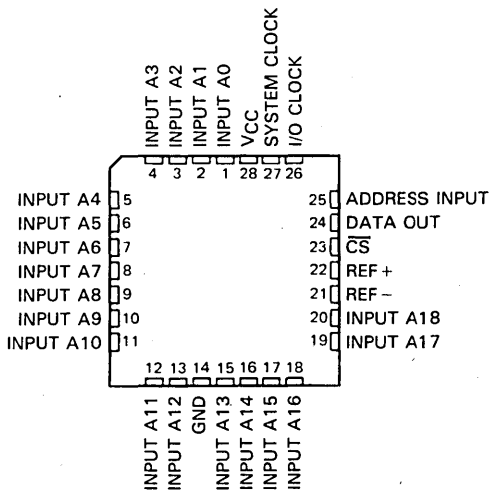 INPUT A3
INPUT A2
INPUT A1
INPUT A0
VCC
SYSTEM CLOCK
I/O CLOCK
4 3 2 1 28 27 26
INPUT A4 5
INPUT A5 6
INPUT A6 7
INPUT A7 8
INPUT A8 9
INPUT A9 10
INPUT A10 11
25 ADDRESS INPUT
24 DATA OUT
23 C̅S̅
22 REF+
21 REF−
20 INPUT A18
19 INPUT A17
12 13 14 15 16 17 18
INPUT A11
INPUT A12
GND
INPUT A13
INPUT A14
INPUT A15
INPUT A16